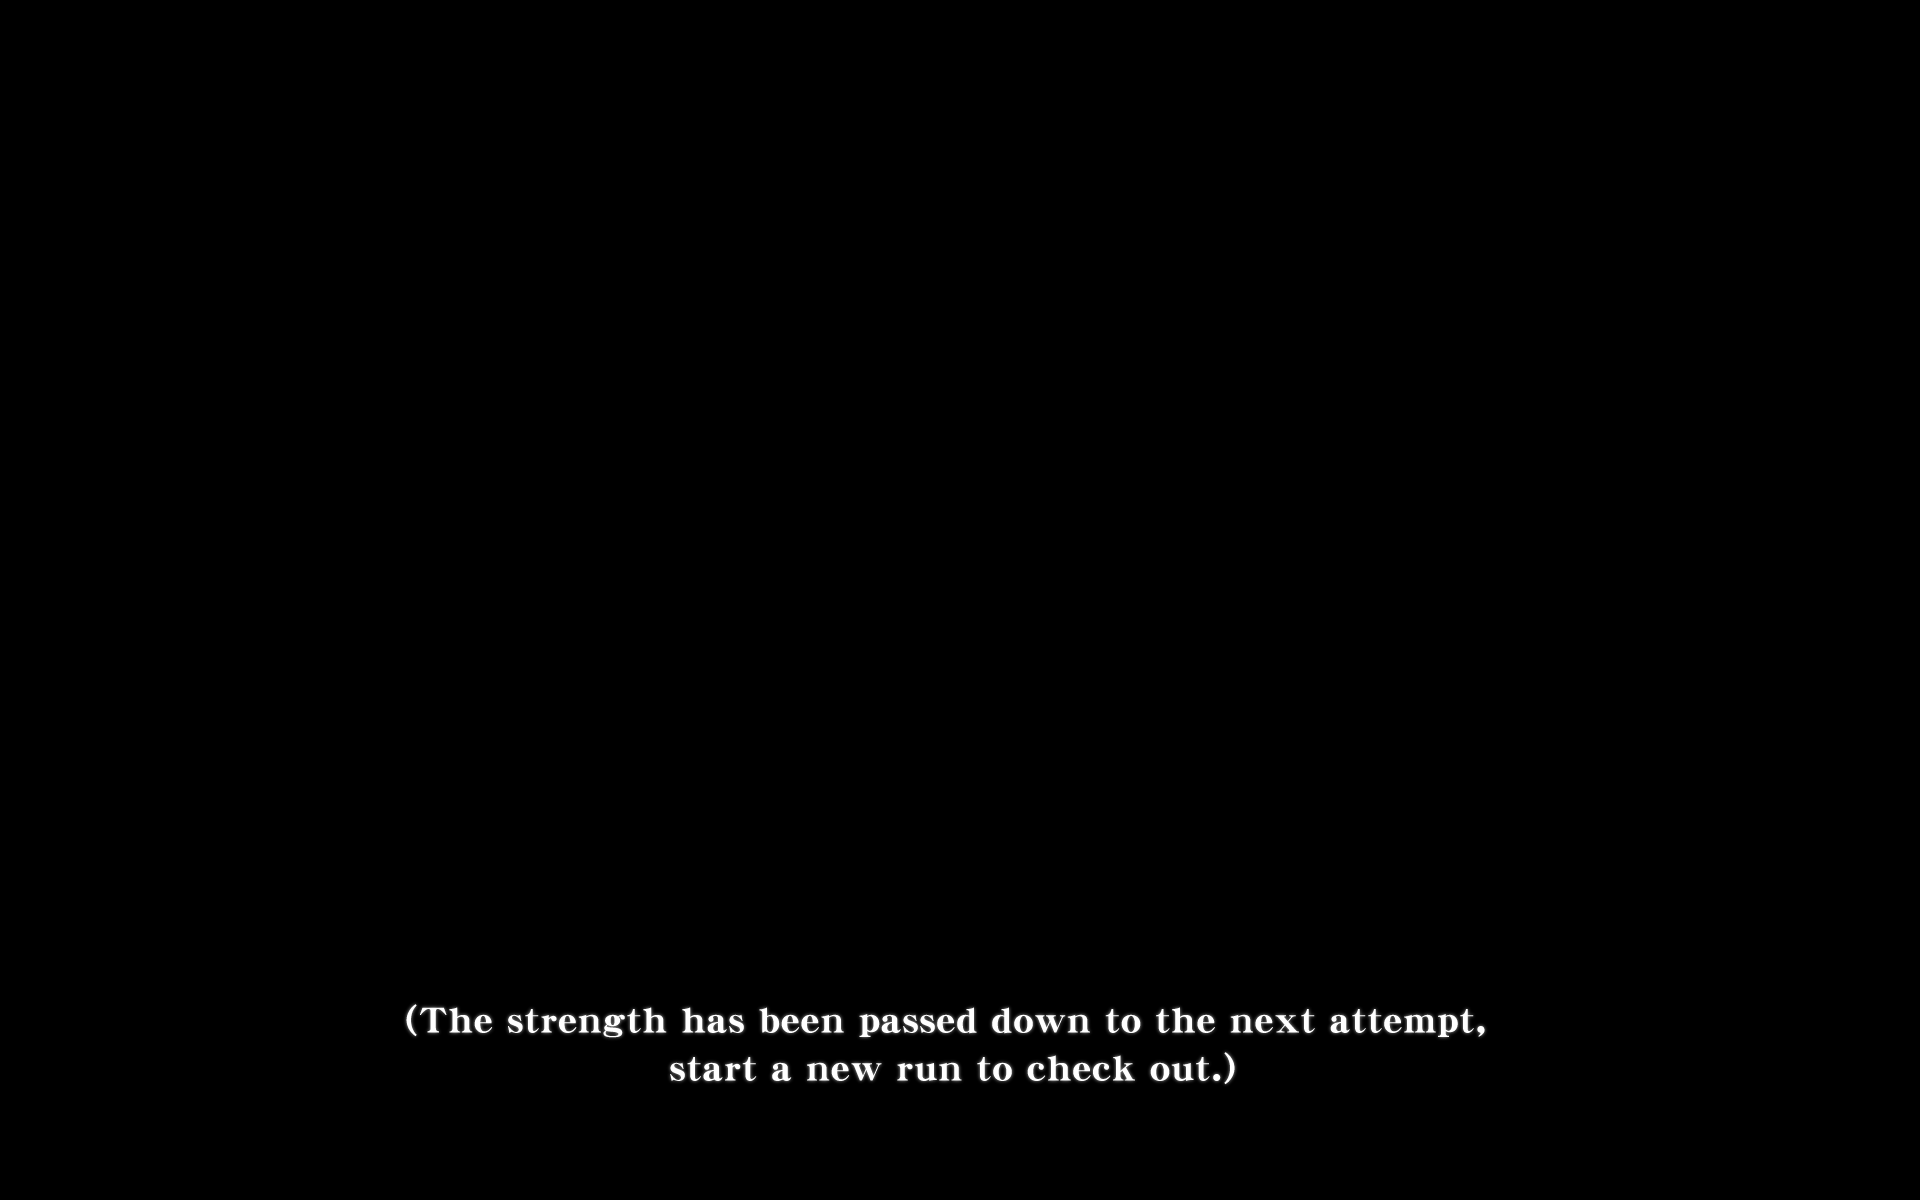 (The strength has been passed down to the next attempt,
start a new run to check out.)